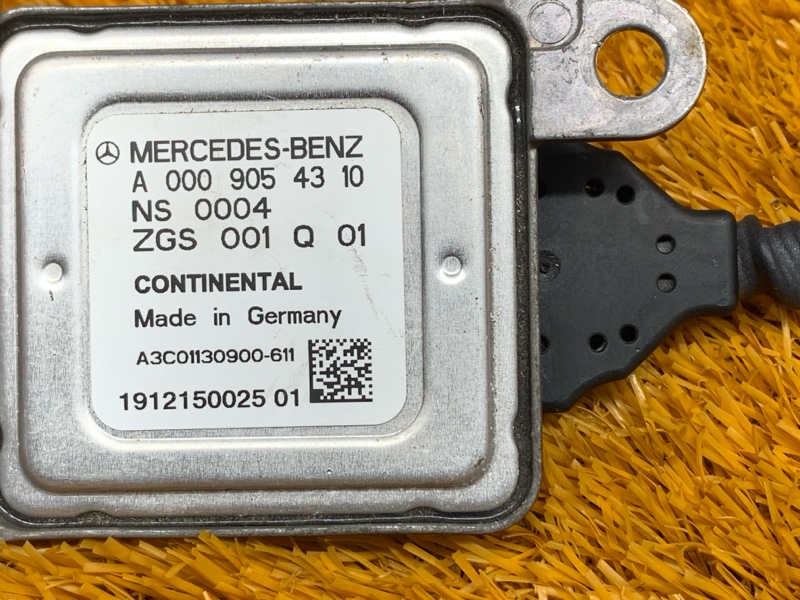 MERCEDES-BENZ
A 000 905 43 10
NS 0004
ZGS 001 Q 01
CONTINENTAL
Made in Germany
A3C01130900-611
1912150025 01